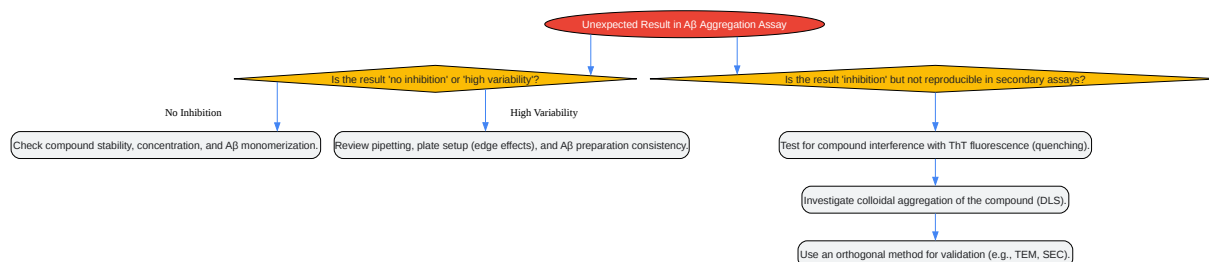 Unexpected Result in Aβ Aggregation Assay
Is the result 'no inhibition' or 'high variability'?
Is the result 'inhibition' but not reproducible in secondary assays?
No Inhibition
High Variability
Check compound stability, concentration, and Aβ monomerization.
Review pipetting, plate setup (edge effects), and Aβ preparation consistency.
Test for compound interference with ThT fluorescence (quenching).
Investigate colloidal aggregation of the compound (DLS).
Use an orthogonal method for validation (e.g., TEM, SEC).